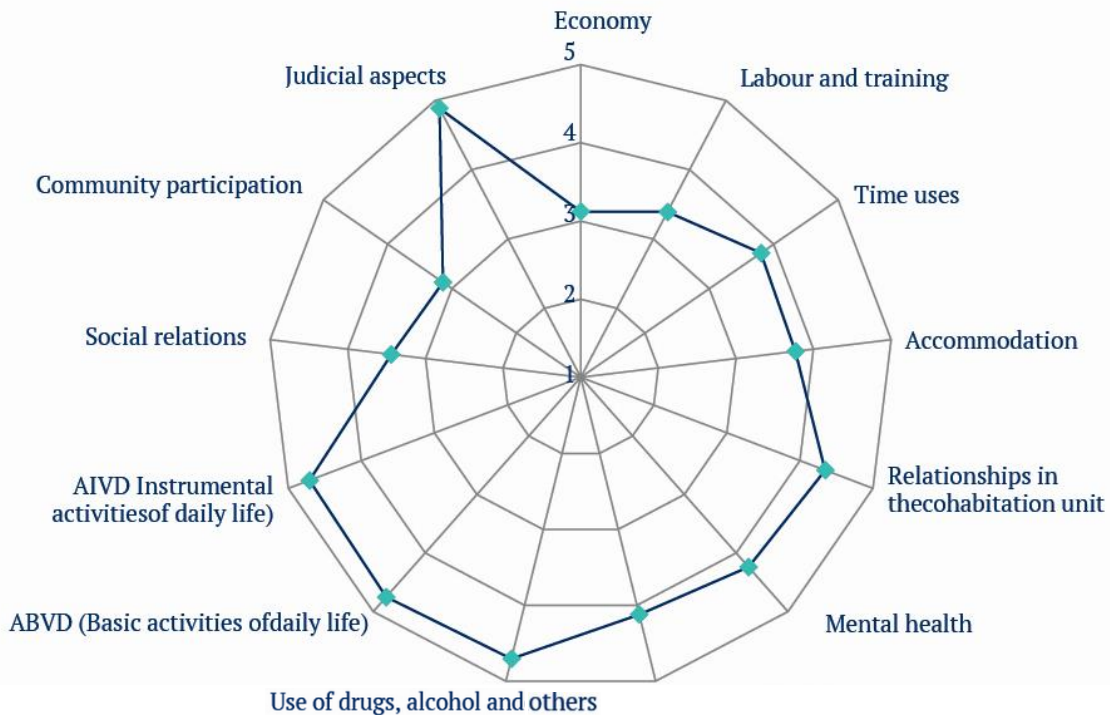 Economy
5
Judicial aspects
Labour and training
4
Community participation
Time uses
3
2
Social relations
Accommodation
1
AIVD Instrumental
activitiesof daily life)
Relationships in
thecohabitation unit
ABVD (Basic activities ofdaily life)
Mental health
Use of drugs, alcohol and others